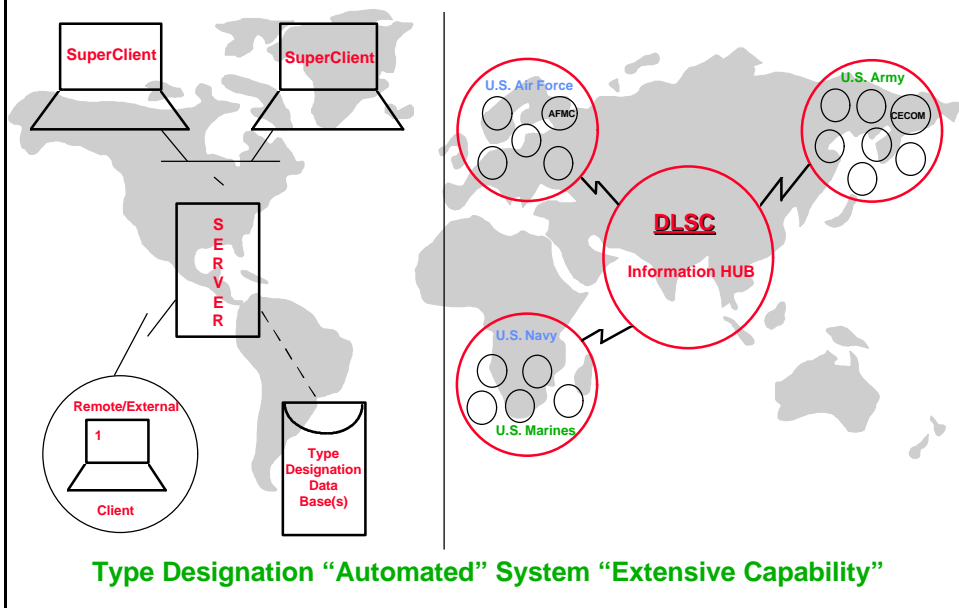 SuperClient
SuperClient
SERVER
Remote/External
1
Client
Type
Designation
Data
Base(s)
U.S. Air Force
AFMC
U.S. Army
CECOM
DLSC
Information HUB
U.S. Navy
U.S. Marines
Type Designation “Automated” System “Extensive Capability”